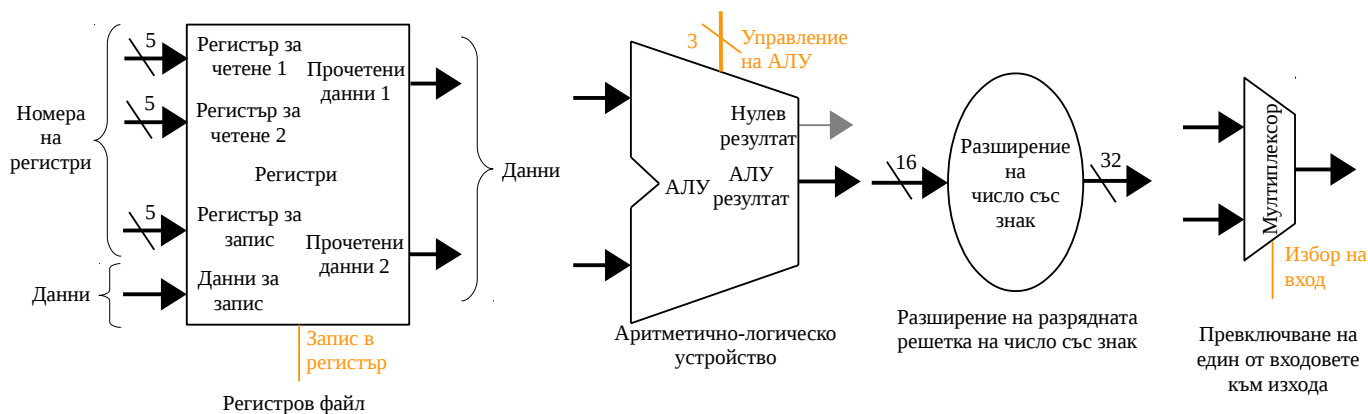 Номера
на
регистри
Данни
5
5
5
Регистър за
четене 1
Регистър за
четене 2
Регистри
Регистър за
запис
Данни за
запис
Прочетени
данни 1
Прочетени
данни 2
Данни
Запис в
регистър
Регистров файл
3
Управление
на АЛУ
Нулев
резултат
АЛУ
АЛУ
резултат
Аритметично-логическо
устройство
16
Разширение
на
число със
знак
32
Разширение на разрядната
решетка на число със знак
Мултиплексор
Избор на
вход
Превключване на
един от входовете
към изхода